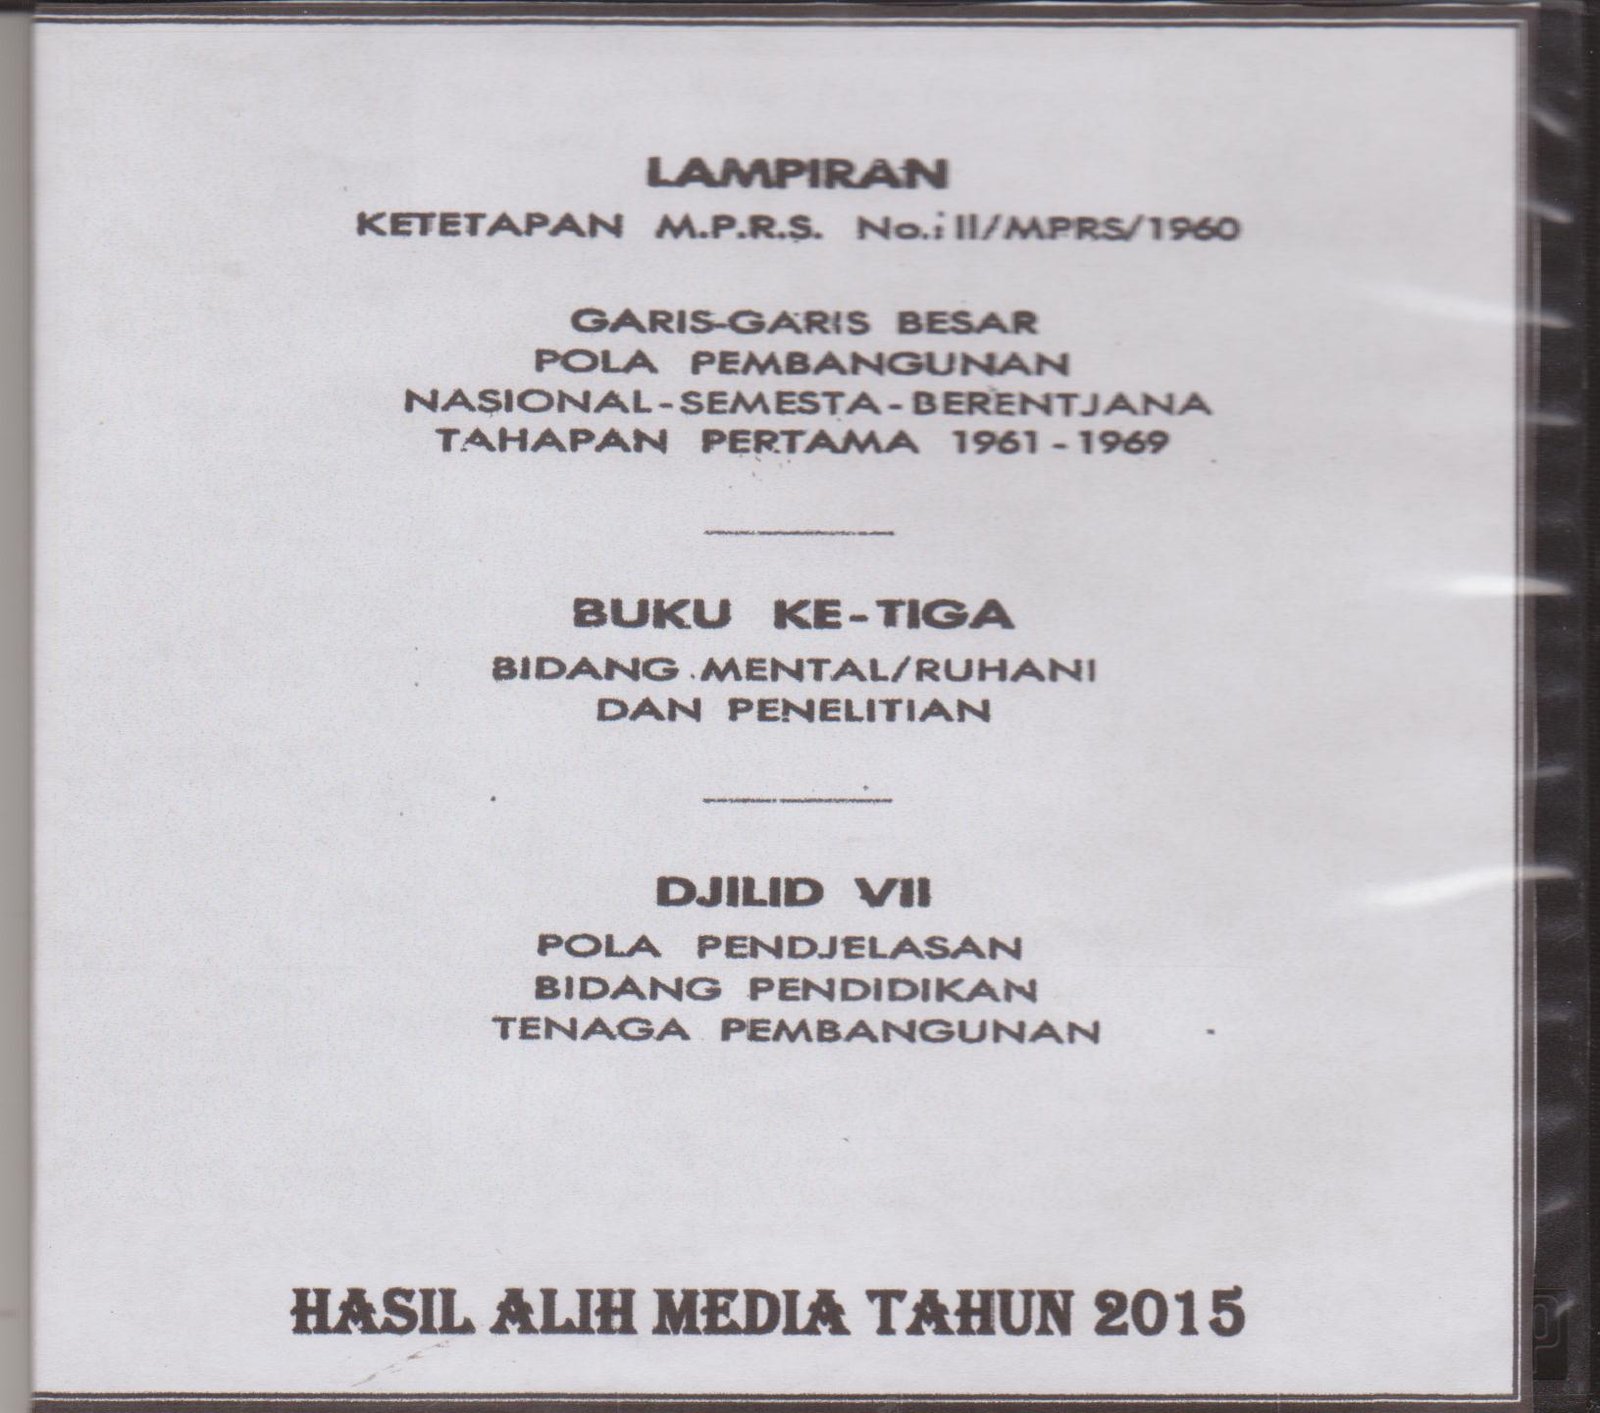 LAMPIRAN
KETETAPAN M.P.R.S. No.: II/MPRS/1960
GARIS-GARIS BESAR
POLA PEMBANGUNAN
NASIONAL-SEMESTA-BERENTJANA
TAHAPAN PERTAMA 1961-1969
BUKU KE-TIGA
BIDANG MENTAL/RUHANI
DAN PENELITIAN
DJILID VII
POLA PENDJELASAN
BIDANG PENDIDIKAN
TENAGA PEMBANGUNAN
HASIL ALIH MEDIA TAHUN 2015